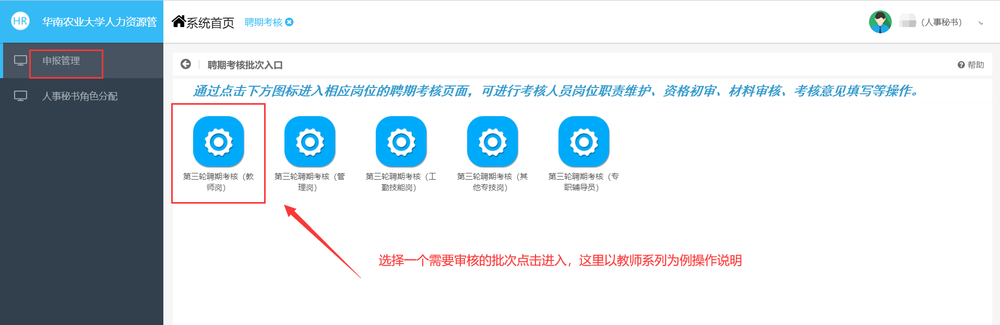 HR 华南农业大学人力资源管
系统首页 聘期考核
（人事秘书）
申报管理
人事秘书角色分配
聘期考核批次入口
帮助
通过点击下方图标进入相应岗位的聘期考核页面，可进行考核人员岗位职责维护、资格初审、材料审核、考核意见填写等操作。
第三轮聘期考核（教
师岗）
第三轮聘期考核（管
理岗）
第三轮聘期考核（工
勤技能岗）
第三轮聘期考核（其
他专技岗）
第三轮聘期考核（专
职辅导员）
选择一个需要审核的批次点击进入，这里以教师系列为例操作说明